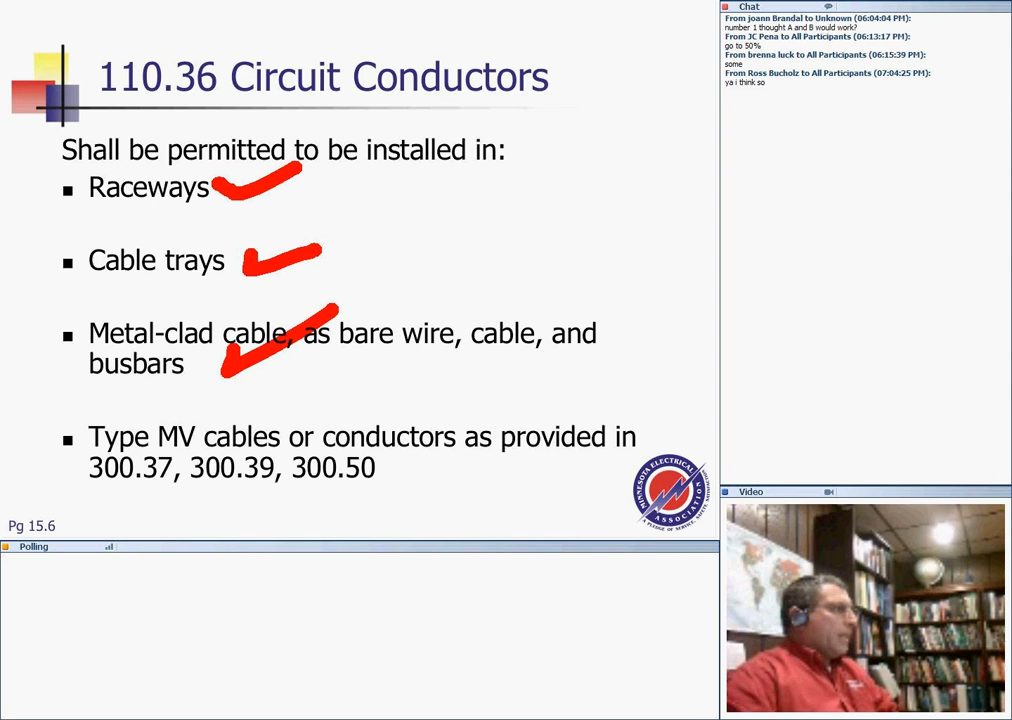 110.36 Circuit Conductors
Shall be permitted to be installed in:
Raceways
Cable trays
Metal-clad cable, as bare wire, cable, and
busbars
Type MV cables or conductors as provided in
300.37, 300.39, 300.50
MINNESOTA ELECTRICAL
ASSOCIATION
A PLEDGE OF SERVICE, SAFETY, SATISFACTION
Pg 15.6
Polling
Chat
From joann Brandal to Unknown (06:04:04 PM):
number 1 thought A and B would work?
From JC Pena to All Participants (06:13:17 PM):
go to 50%
From brenna luck to All Participants (06:15:39 PM):
some
From Ross Bucholz to All Participants (07:04:25 PM):
ya i think so
Video